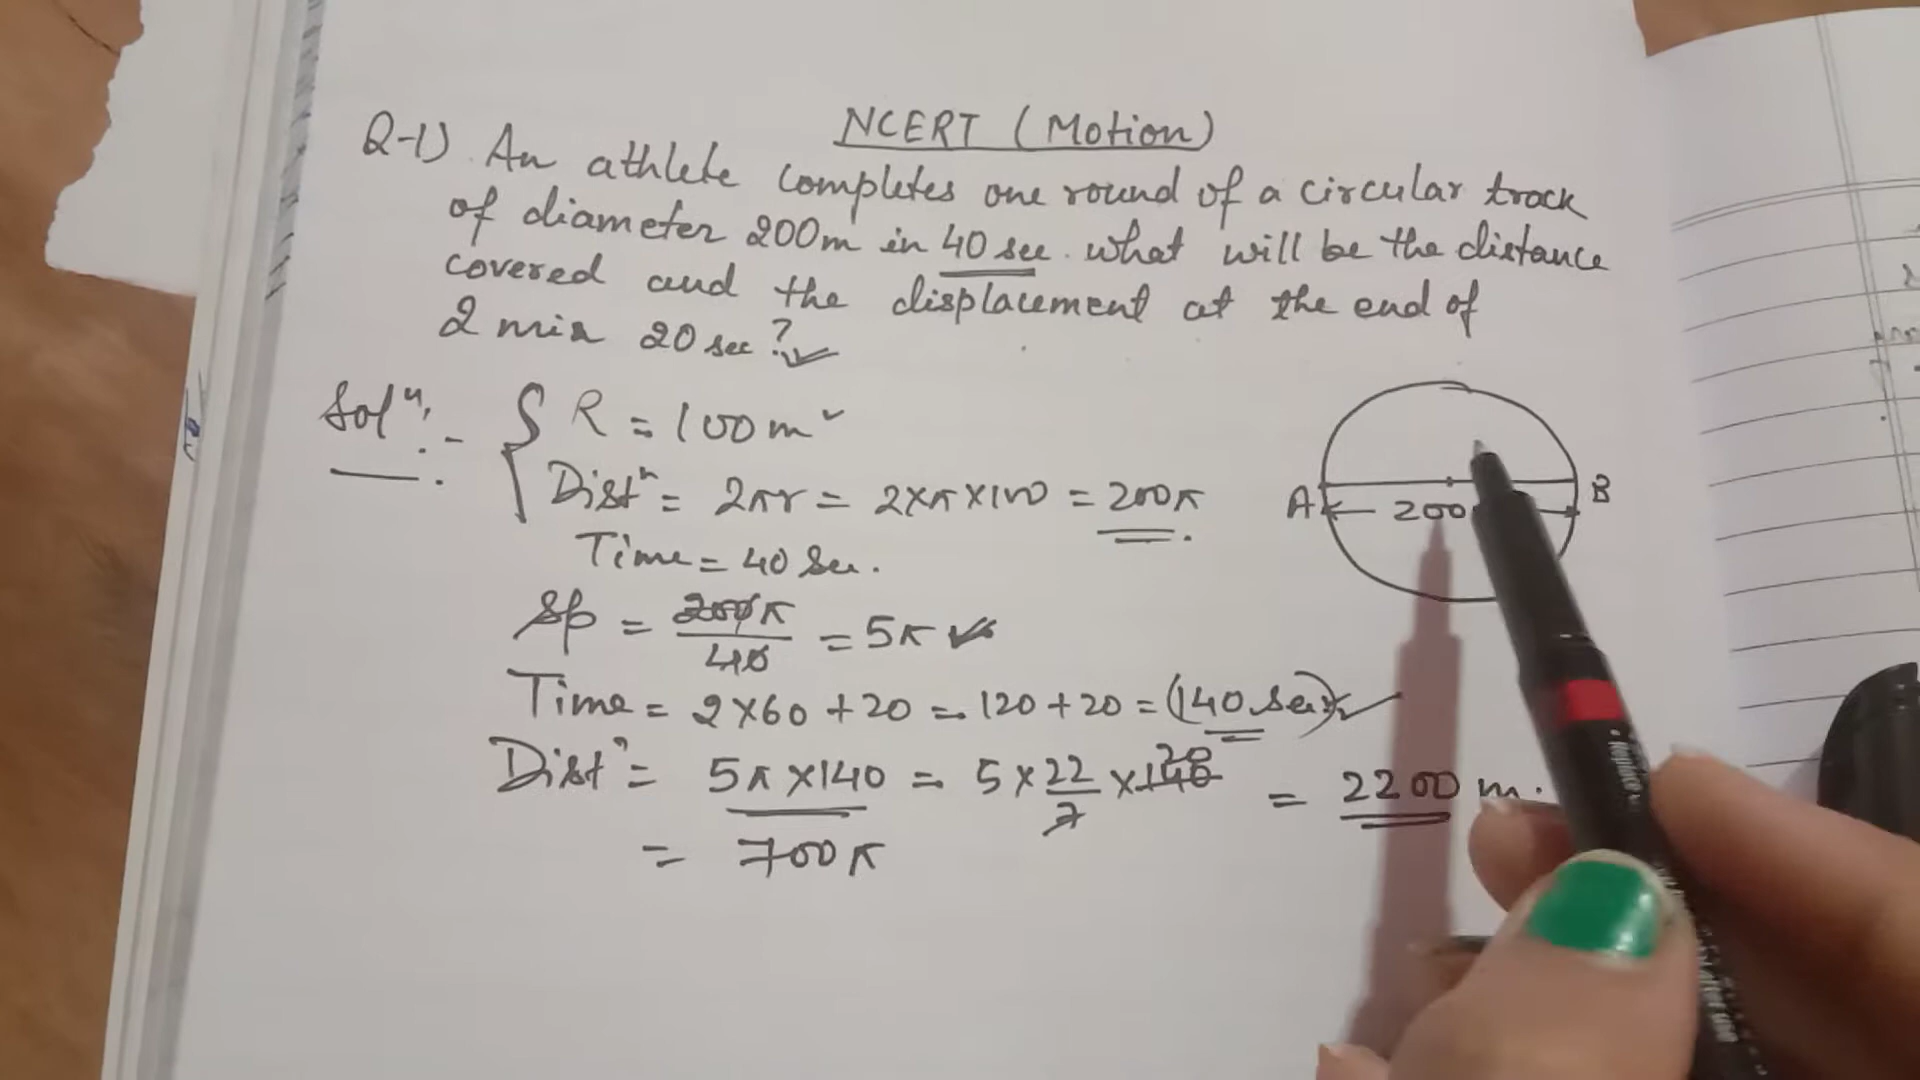 NCERT (Motion)
Q-1) An athlete completes one round of a circular track
of diameter 200m in 40 sec. what will be the distance
covered and the displacement at the end of
2 min 20 sec?
Solⁿ:-
R = 100m
Distⁿ = 2πr = 2×π×100 = 200π
Time = 40 Sec.
Sp = 200π/40 = 5π
A 200 B
Time = 2×60+20 = 120+20 = (140 sec)
Distⁿ = 5π×140 = 5×22/7×140 20 = 2200 m.
= 700π